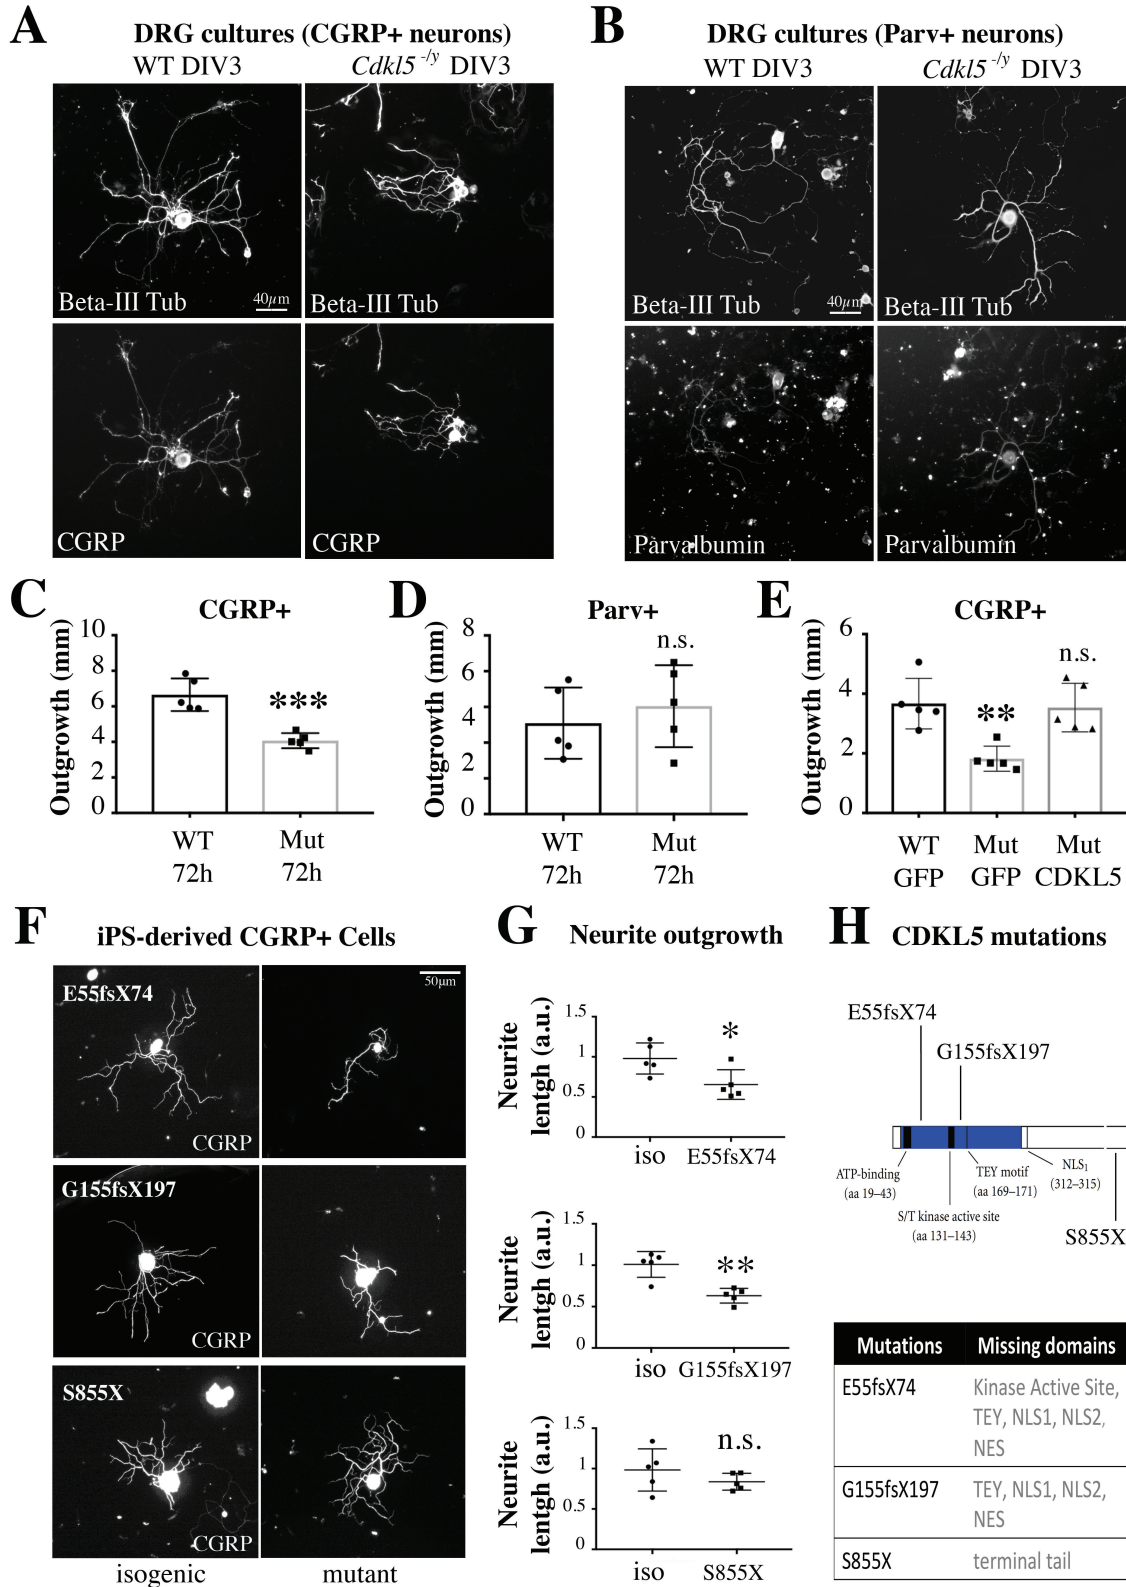 A
DRG cultures (CGRP+ neurons)
WT DIV3
Cdkl5 -/y DIV3
Beta-III Tub
40µm
Beta-III Tub
CGRP
CGRP
B
DRG cultures (Parv+ neurons)
WT DIV3
Cdkl5 -/y DIV3
Beta-III Tub
40µm
Beta-III Tub
Parvalbumin
Parvalbumin
C
CGRP+
Outgrowth (mm)
10
8
6
4
2
0
***
WT
72h
Mut
72h
D
Parv+
Outgrowth (mm)
8
6
4
2
0
n.s.
WT
72h
Mut
72h
E
CGRP+
Outgrowth (mm)
6
4
2
0
**
n.s.
WT
GFP
Mut
GFP
Mut
CDKL5
F
iPS-derived CGRP+ Cells
E55fsX74
CGRP
50µm
G155fsX197
CGRP
S855X
CGRP
isogenic
mutant
G
Neurite outgrowth
Neurite
lentgh (a.u.)
1.5
1
0.5
0
*
iso
E55fsX74
Neurite
lentgh (a.u.)
1.5
1
0.5
0
**
iso
G155fsX197
Neurite
lentgh (a.u.)
1.5
1
0.5
0
n.s.
iso
S855X
H
CDKL5 mutations
E55fsX74
G155fsX197
ATP-binding
(aa 19–43)
S/T kinase active site
(aa 131–143)
TEY motif
(aa 169–171)
NLS1
(312–315)
S855X
Mutations Missing domains
E55fsX74 Kinase Active Site,
TEY, NLS1, NLS2,
NES
G155fsX197 TEY, NLS1, NLS2,
NES
S855X terminal tail